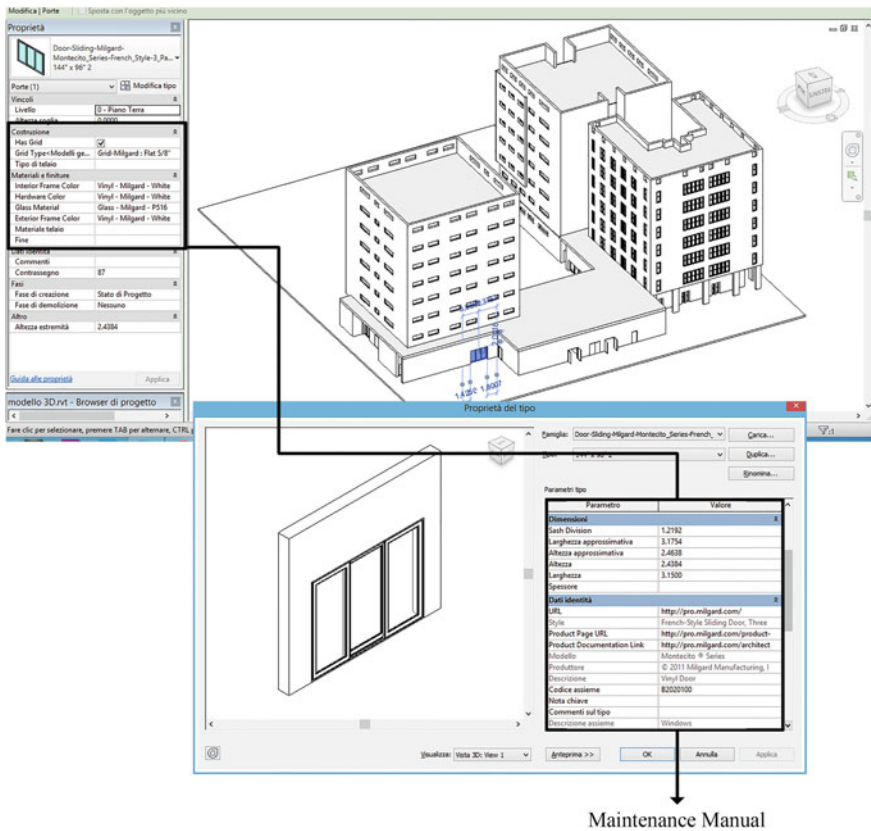 Modifica | Porte Sposta con l'oggetto più vicino
Proprietà
Door-Sliding-Milgard-
Montecito_Series-French_Style-3_Pa...
144" x 96" 2
Porte (1) Modifica tipo
Vincoli
Livello 0 - Piano Terra
Altezza soglia 0.0000
Costruzione
Has Grid
Grid Type<Modelli ge... Grid-Milgard : Flat 5/8"
Tipo di telaio
Materiali e finiture
Interior Frame Color Vinyl - Milgard - White
Hardware Color Vinyl - Milgard - White
Glass Material Glass - Milgard - PS16
Exterior Frame Color Vinyl - Milgard - White
Materiale telaio
Fine
Dati identità
Commenti
Contrassegno 87
Fasi
Fase di creazione Stato di Progetto
Fase di demolizione Nessuno
Altro
Altezza estremità 2.4384
Guida alle proprietà Applica
modello 3D.rvt - Browser di progetto
Fare clic per selezionare, premere TAB per alternare, CTRL
:1
Proprietà del tipo
Famiglia: Door-Sliding-Milgard-Montecito_Series-French_ Carica...
144" x 96" 2 Duplica...
Rinomina...
Parametri tipo
Parametro Valore
Dimensioni
Sash Division 1.2192
Larghezza approssimativa 3.1754
Altezza approssimativa 2.4638
Altezza 2.4384
Larghezza 3.1500
Spessore
Dati identità
URL http://pro.milgard.com/
Style French-Style Sliding Door, Three
Product Page URL http://pro.milgard.com/product-
Product Documentation Link http://pro.milgard.com/architect
Modello Montecito ® Series
Produttore © 2011 Milgard Manufacturing, I
Descrizione Vinyl Door
Codice assieme B2020100
Nota chiave
Commenti sul tipo
Descrizione assieme Windows
Visualizza: Vista 3D: View 1 Anteprima >> OK Annulla Applica
Maintenance Manual